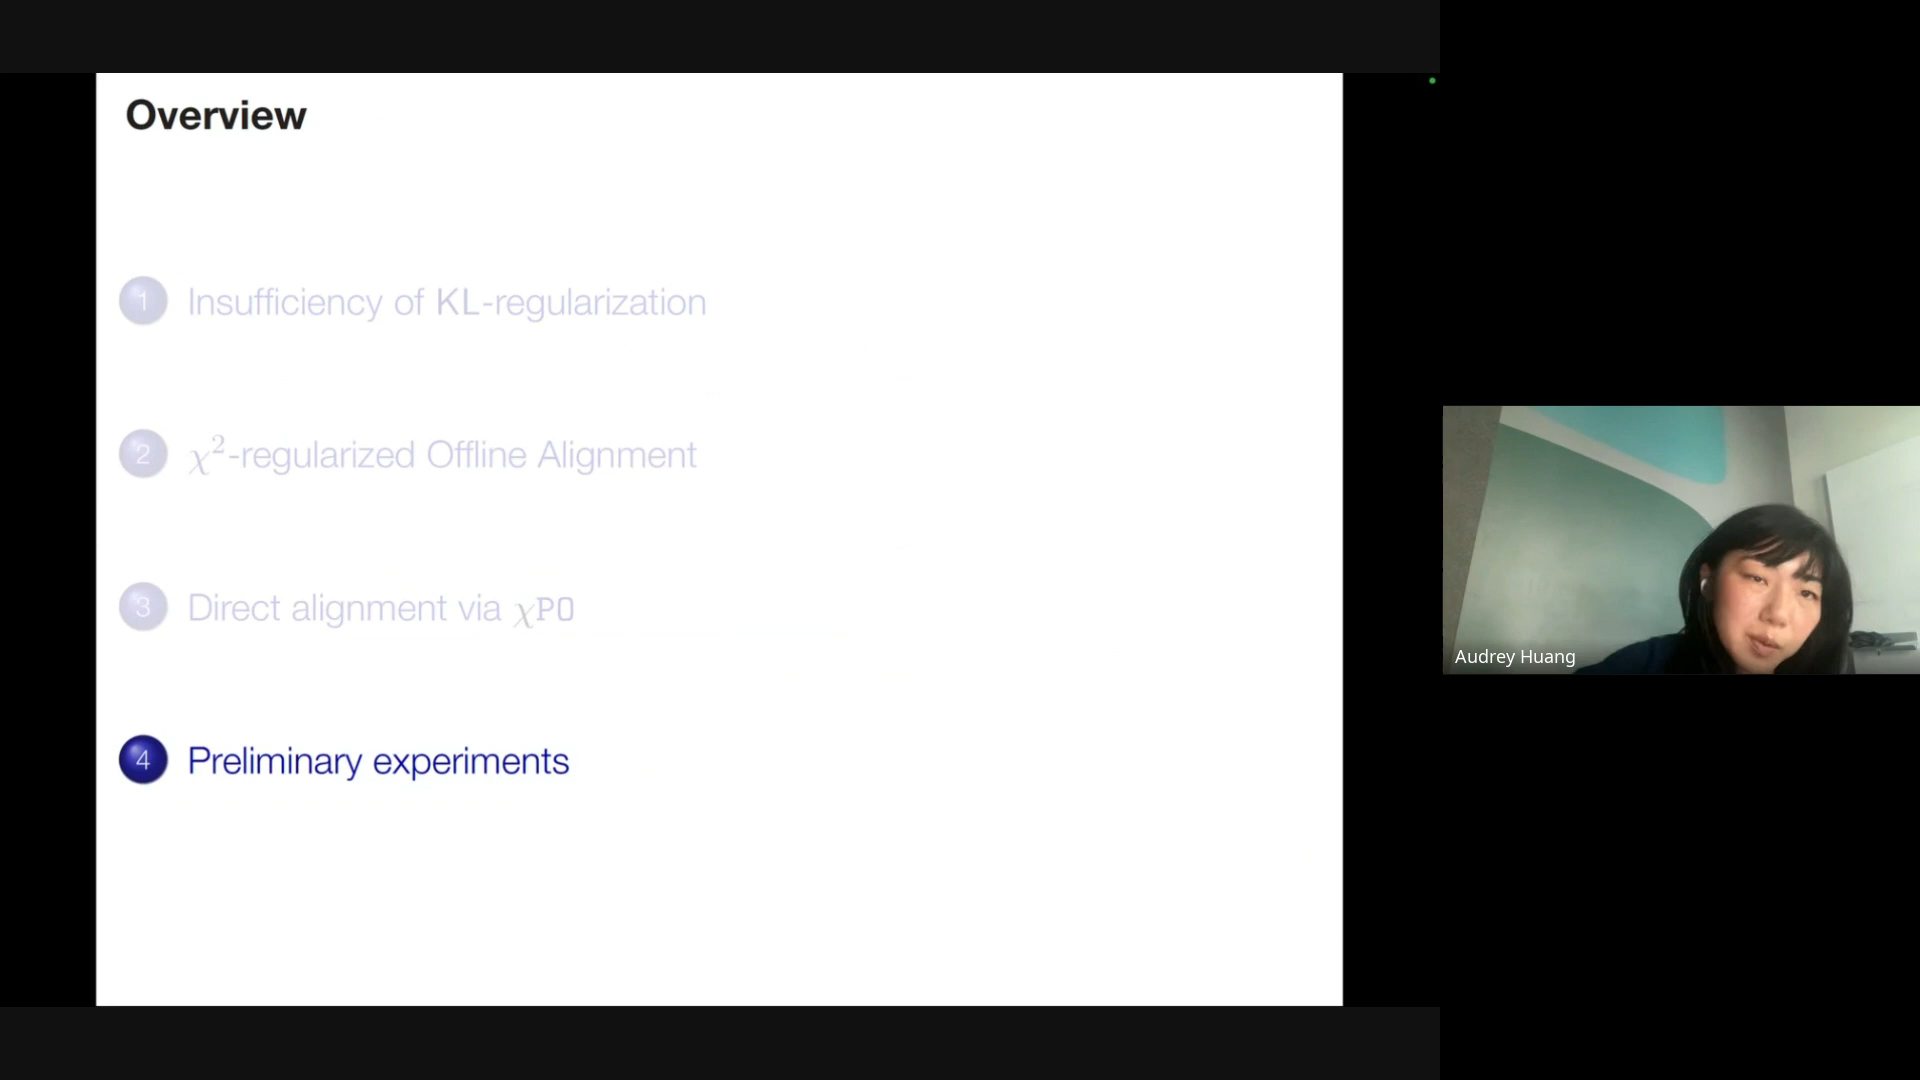 Overview
1 Insufficiency of KL-regularization
2 χ²-regularized Offline Alignment
3 Direct alignment via χPO
4 Preliminary experiments
Audrey Huang